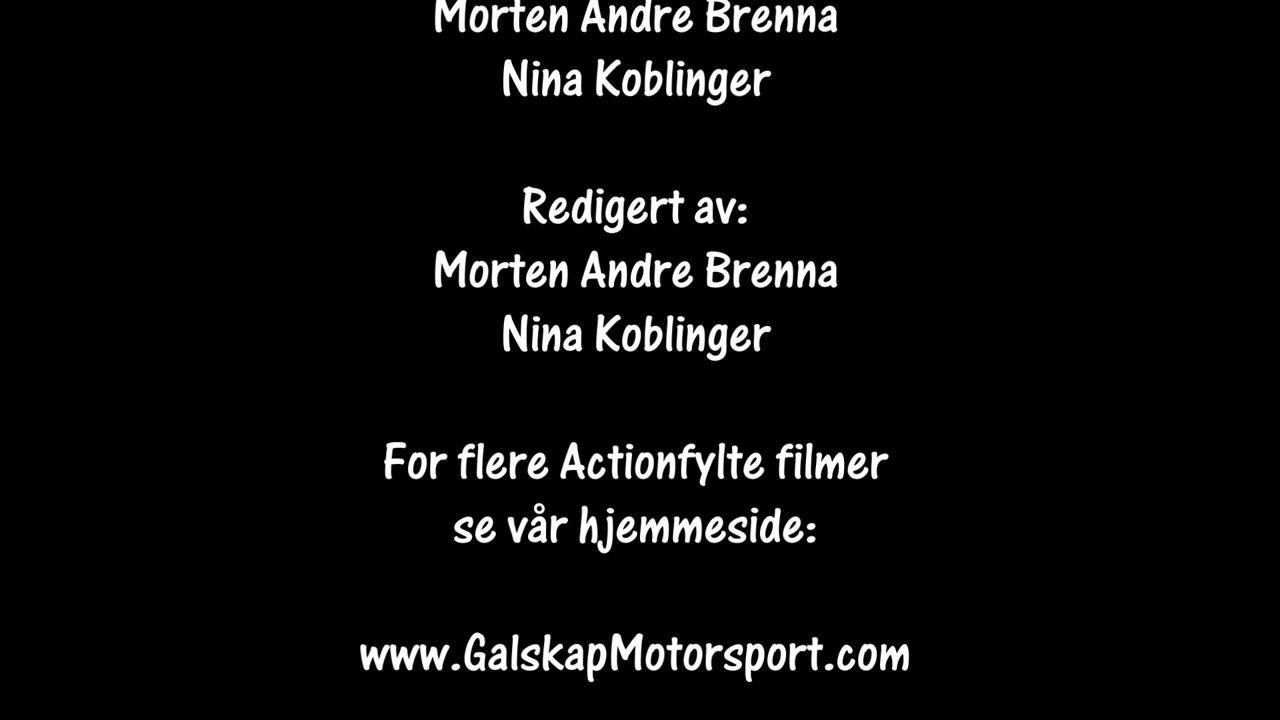 Morten Andre Brenna
Nina Koblinger
Redigert av:
Morten Andre Brenna
Nina Koblinger
For flere Actionfylte filmer
se vår hjemmeside:
www.GalskapMotorsport.com